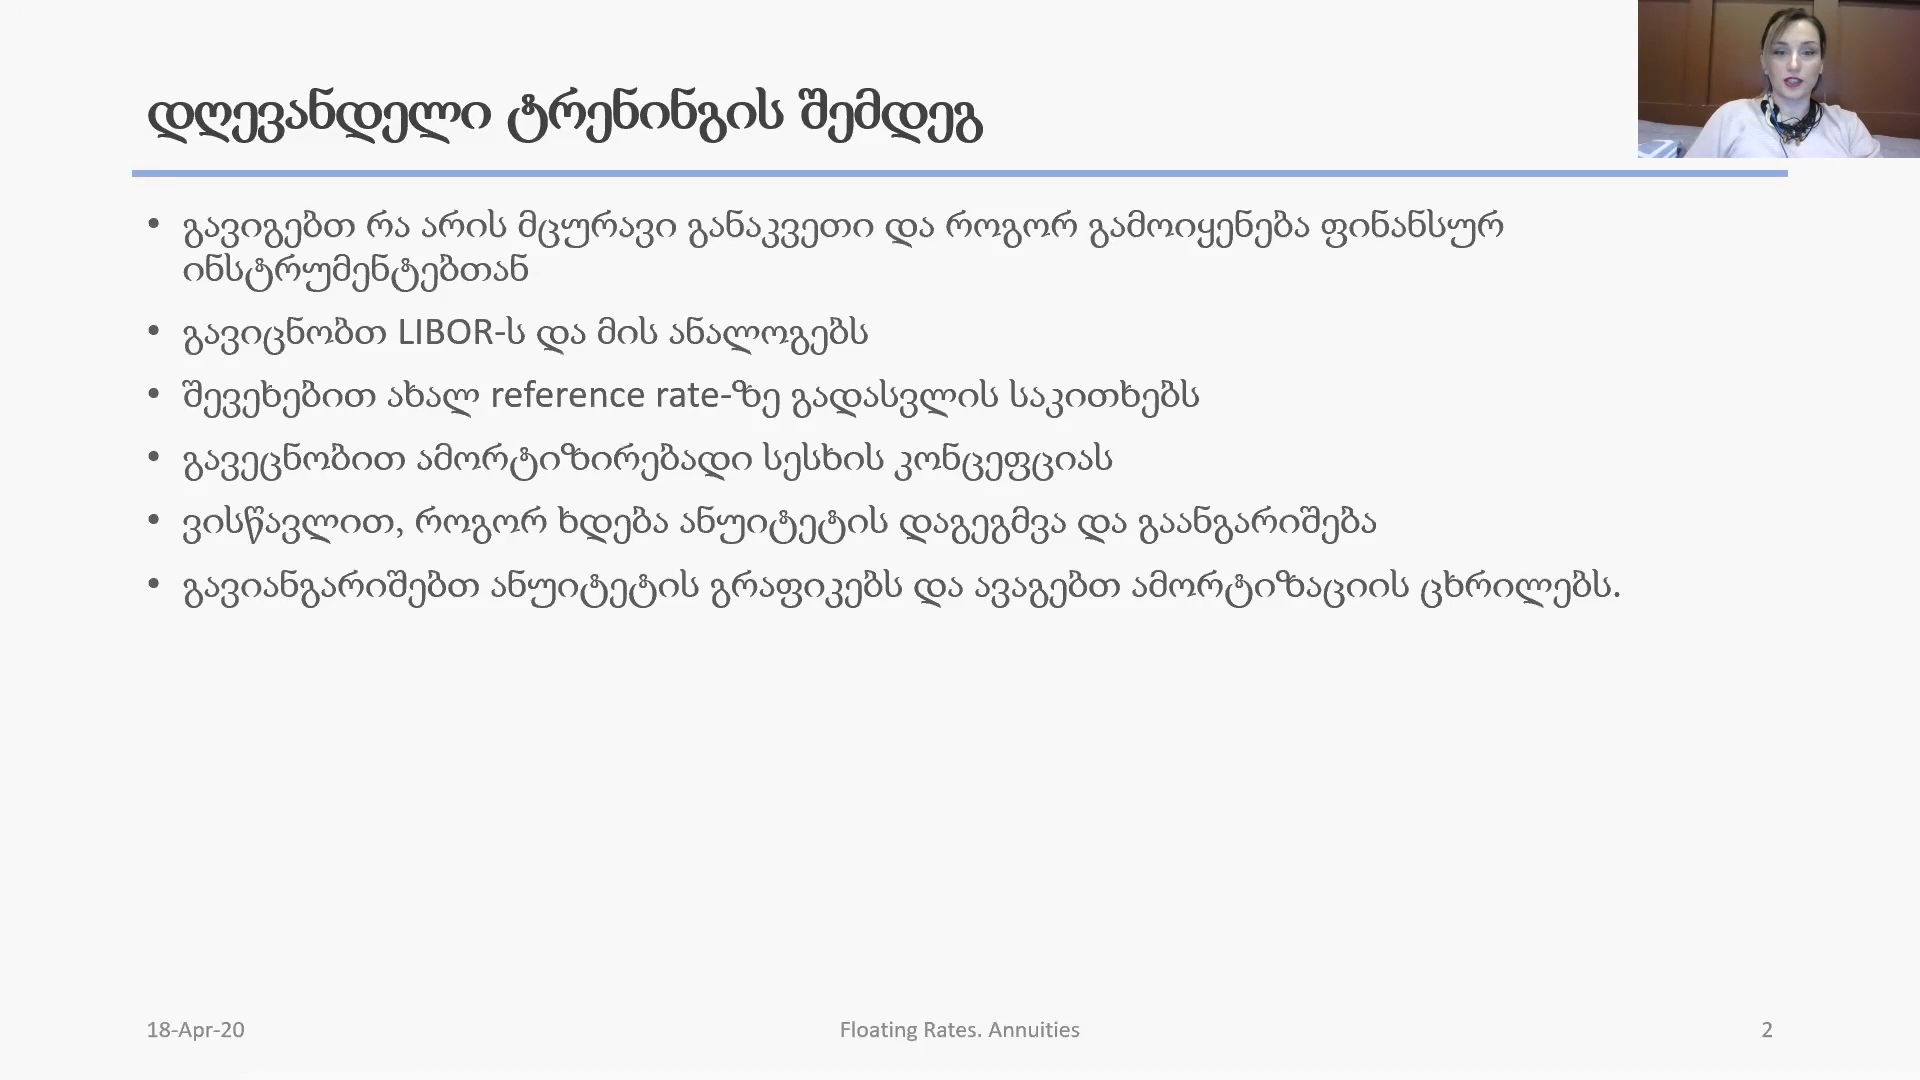 დღევანდელი ტრენინგის შემდეგ
• გავიგებთ რა არის მცურავი განაკვეთი და როგორ გამოიყენება ფინანსურ
ინსტრუმენტებთან
• გავიცნობთ LIBOR-ს და მის ანალოგებს
• შევეხებით ახალ reference rate-ზე გადასვლის საკითხებს
• გავეცნობით ამორტიზირებადი სესხის კონცეფციას
• ვისწავლით, როგორ ხდება ანუიტეტის დაგეგმვა და გაანგარიშება
• გავიანგარიშებთ ანუიტეტის გრაფიკებს და ავაგებთ ამორტიზაციის ცხრილებს.
18-Apr-20
Floating Rates. Annuities
2